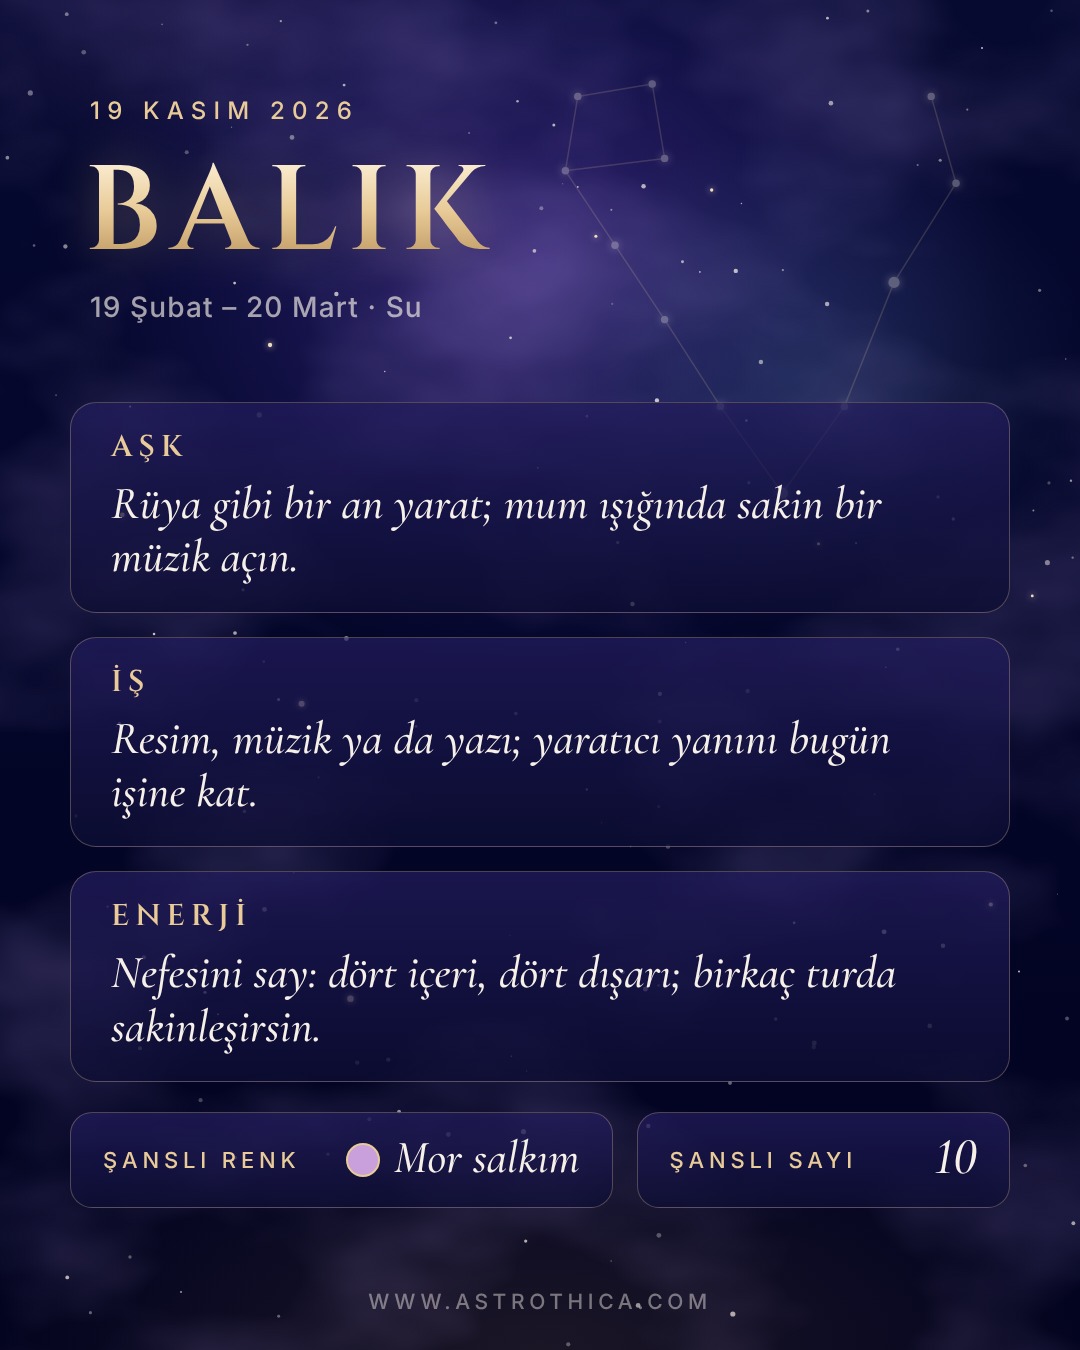 19 KASIM 2026
BALIK
19 Şubat – 20 Mart · Su
AŞK
Rüya gibi bir an yarat; mum ışığında sakin bir
müzik açın.
İŞ
Resim, müzik ya da yazı; yaratıcı yanını bugün
işine kat.
ENERJİ
Nefesini say: dört içeri, dört dışarı; birkaç turda
sakinleşirsin.
ŞANSLI RENK Mor salkım
ŞANSLI SAYI 10
WWW.ASTROTHICA.COM